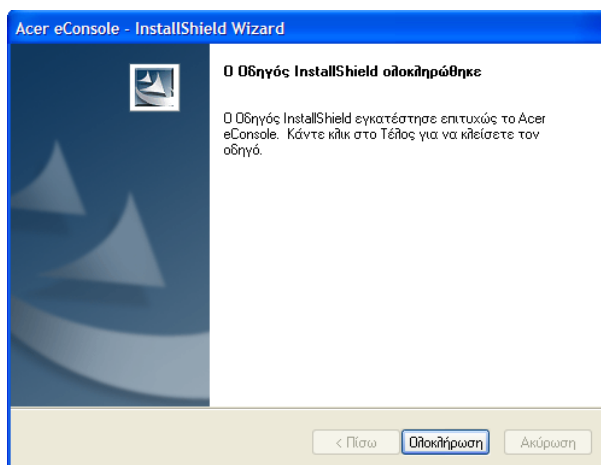 Acer eConsole - InstallShield Wizard
Ο Οδηγός InstallShield ολοκληρώθηκε
Ο Οδηγός InstallShield εγκατέστησε επιτυχώς το Acer
eConsole. Κάντε κλικ στο Τέλος για να κλείσετε τον
οδηγό.
< Πίσω
Ολοκλήρωση
Ακύρωση